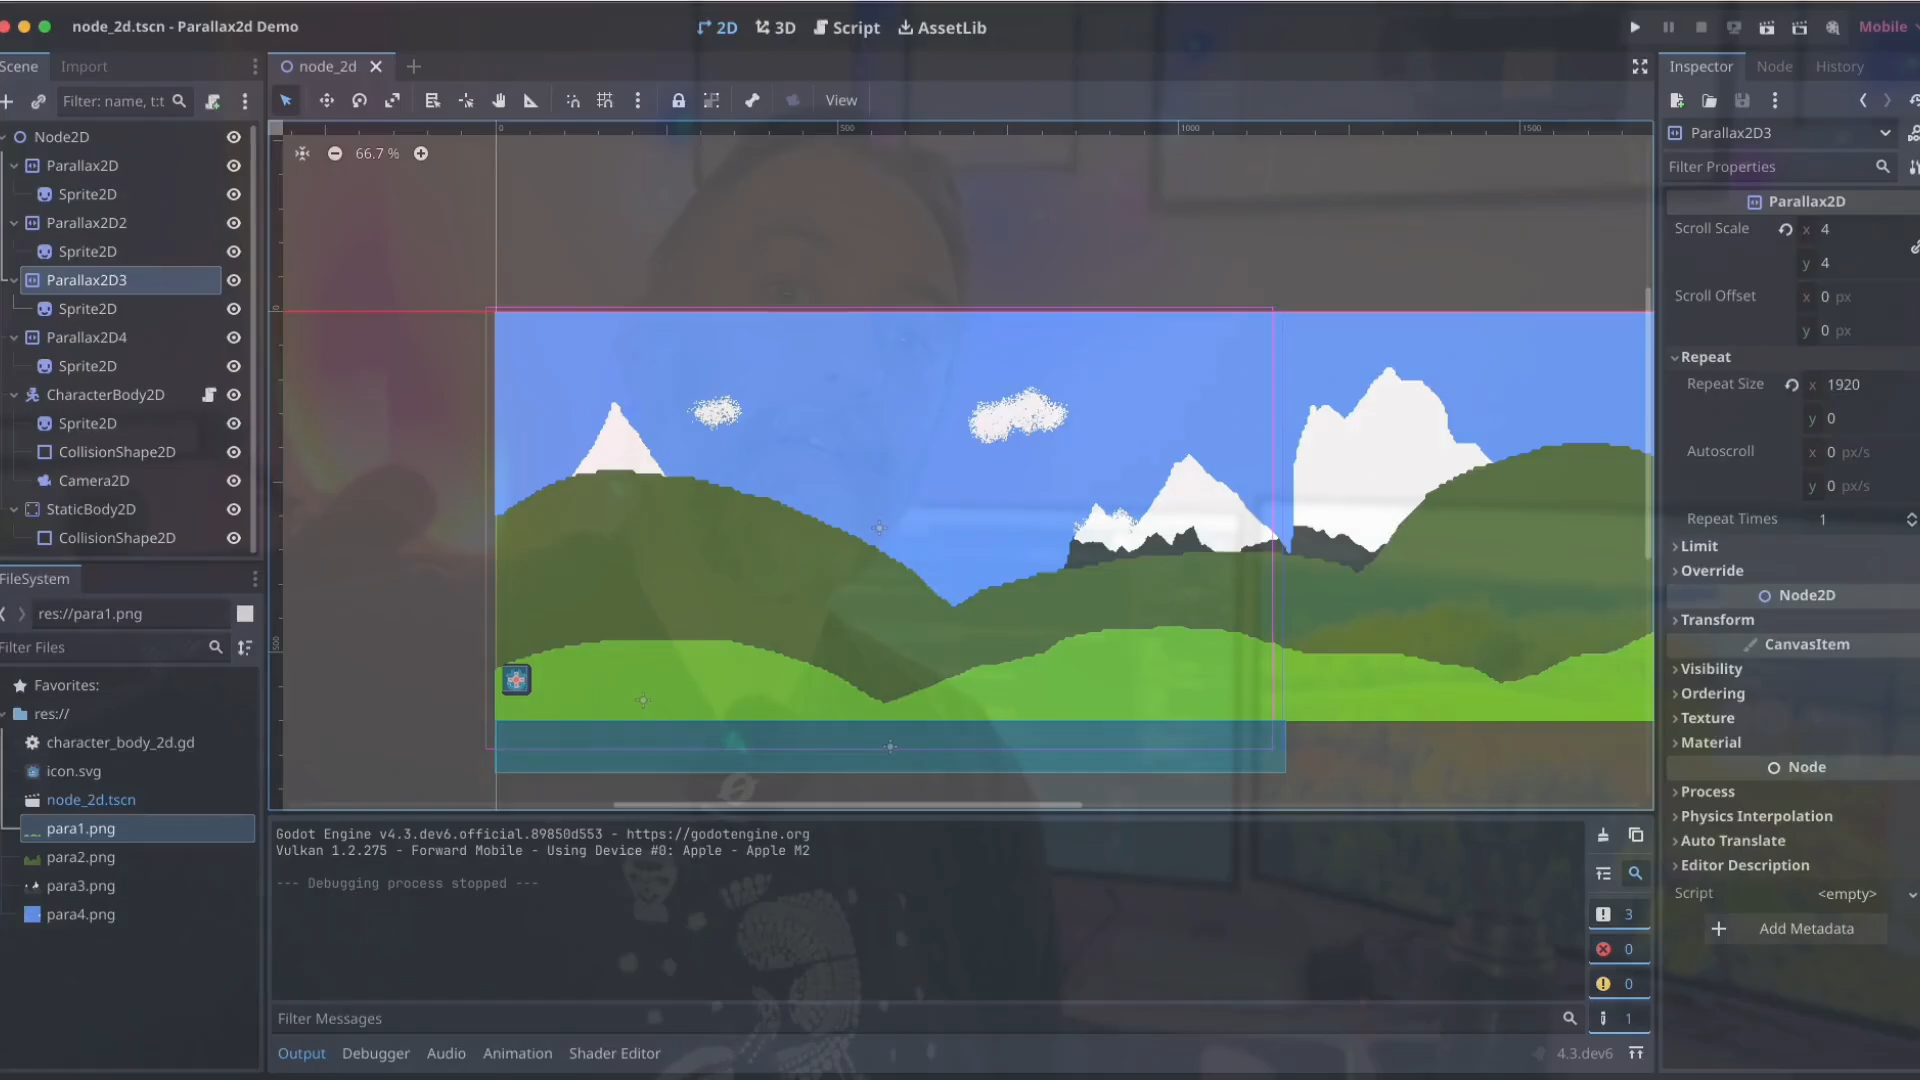 node_2d.tscn - Parallax2d Demo
2D
3D
Script
AssetLib
Mobile
Scene
Import
node_2d
Inspector
Node
History
Filter: name, t:t
View
Node2D
Parallax2D
Sprite2D
Parallax2D2
Sprite2D
Parallax2D3
Sprite2D
Parallax2D4
Sprite2D
CharacterBody2D
Sprite2D
CollisionShape2D
Camera2D
StaticBody2D
CollisionShape2D
FileSystem
res://para1.png
Filter Files
Favorites:
res://
character_body_2d.gd
icon.svg
node_2d.tscn
para1.png
para2.png
para3.png
para4.png
0
500
1000
1500
66.7 %
0
500
Godot Engine v4.3.dev6.official.89850d553 - https://godotengine.org
Vulkan 1.2.275 - Forward Mobile - Using Device #0: Apple - Apple M2
--- Debugging process stopped ---
3
0
0
1
Filter Messages
Output
Debugger
Audio
Animation
Shader Editor
4.3.dev6
Parallax2D3
Filter Properties
Parallax2D
Scroll Scale
x 4
y 4
Scroll Offset
x 0 px
y 0 px
Repeat
Repeat Size
x 1920
y 0
Autoscroll
x 0 px/s
y 0 px/s
Repeat Times
1
Limit
Override
Node2D
Transform
CanvasItem
Visibility
Ordering
Texture
Material
Node
Process
Physics Interpolation
Auto Translate
Editor Description
Script
<empty>
Add Metadata